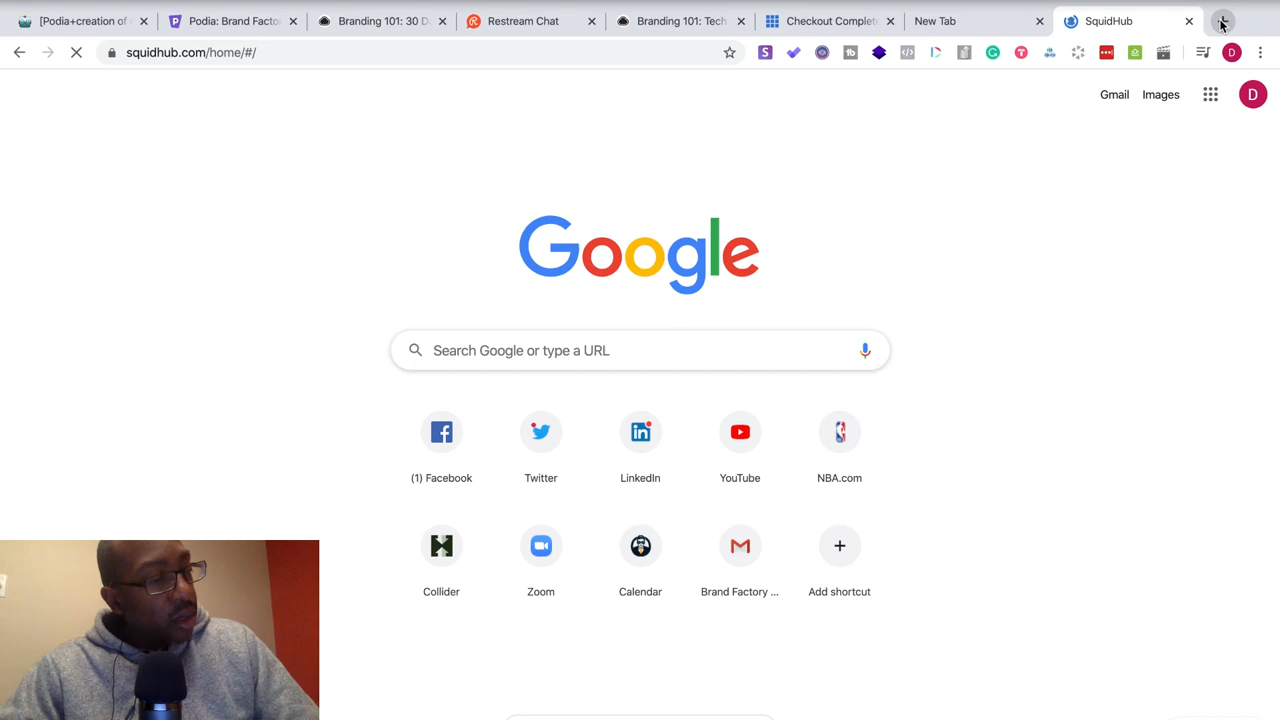 [Podia+creation of
Podia: Brand Facto
Branding 101: 30 D
Restream Chat
Branding 101: Tech
Checkout Complete
New Tab
SquidHub
squidhub.com/home/#/
Gmail
Images
D
Google
Search Google or type a URL
(1) Facebook
Twitter
LinkedIn
YouTube
NBA.com
Collider
Zoom
Calendar
Brand Factory ...
Add shortcut